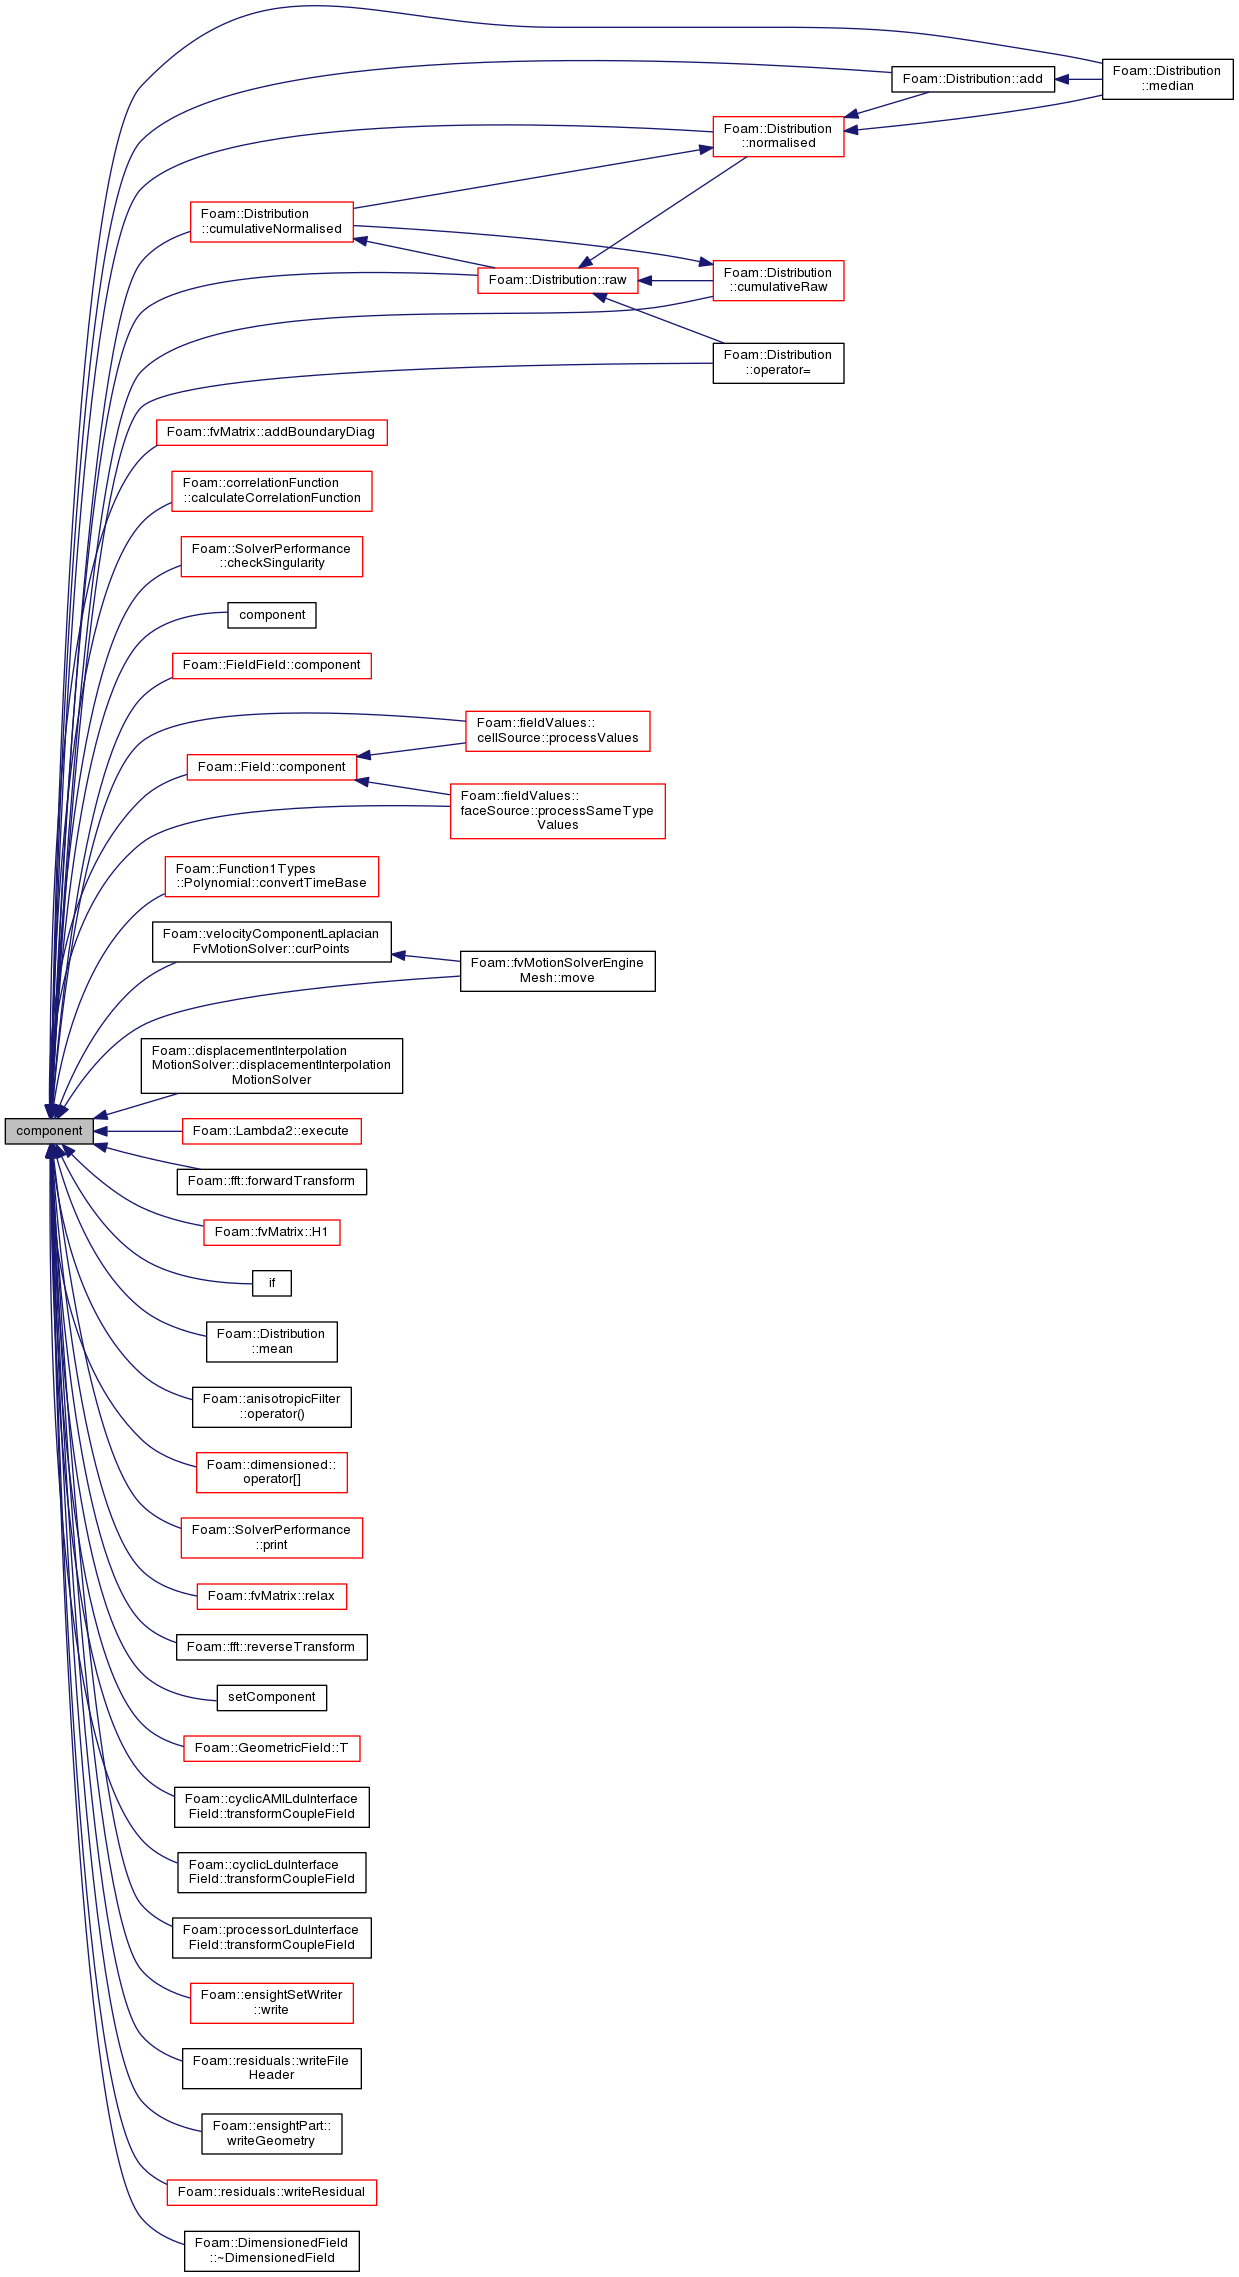 Foam::Distribution
::median
Foam::Distribution::add
Foam::Distribution
::normalised
Foam::Distribution
::cumulativeNormalised
Foam::Distribution::raw
Foam::Distribution
::cumulativeRaw
Foam::Distribution
::operator=
Foam::fvMatrix::addBoundaryDiag
Foam::correlationFunction
::calculateCorrelationFunction
Foam::SolverPerformance
::checkSingularity
component
Foam::FieldField::component
Foam::fieldValues::
cellSource::processValues
Foam::Field::component
Foam::fieldValues::
faceSource::processSameType
Values
Foam::Function1Types
::Polynomial::convertTimeBase
Foam::velocityComponentLaplacian
FvMotionSolver::curPoints
Foam::fvMotionSolverEngine
Mesh::move
Foam::displacementInterpolation
MotionSolver::displacementInterpolation
MotionSolver
component
Foam::Lambda2::execute
Foam::fft::forwardTransform
Foam::fvMatrix::H1
if
Foam::Distribution
::mean
Foam::anisotropicFilter
::operator()
Foam::dimensioned::
operator[]
Foam::SolverPerformance
::print
Foam::fvMatrix::relax
Foam::fft::reverseTransform
setComponent
Foam::GeometricField::T
Foam::cyclicAMILduInterface
Field::transformCoupleField
Foam::cyclicLduInterface
Field::transformCoupleField
Foam::processorLduInterface
Field::transformCoupleField
Foam::ensightSetWriter
::write
Foam::residuals::writeFile
Header
Foam::ensightPart::
writeGeometry
Foam::residuals::writeResidual
Foam::DimensionedField
::~DimensionedField